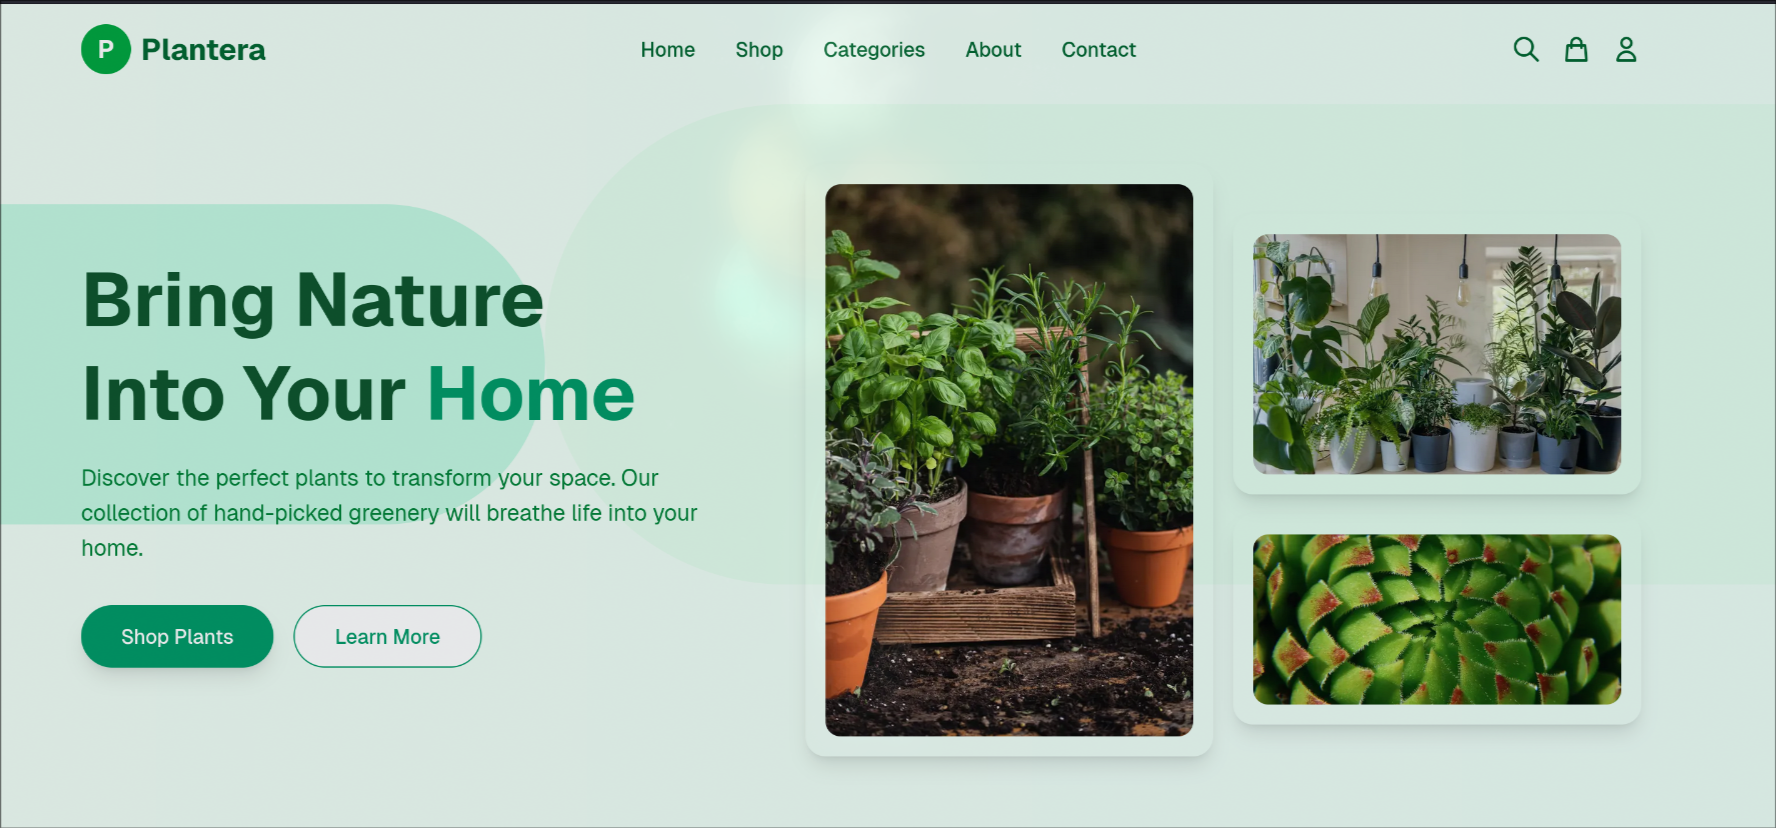 P Plantera
Home Shop Categories About Contact
Bring Nature
Into Your Home
Discover the perfect plants to transform your space. Our
collection of hand-picked greenery will breathe life into your
home.
Shop Plants Learn More